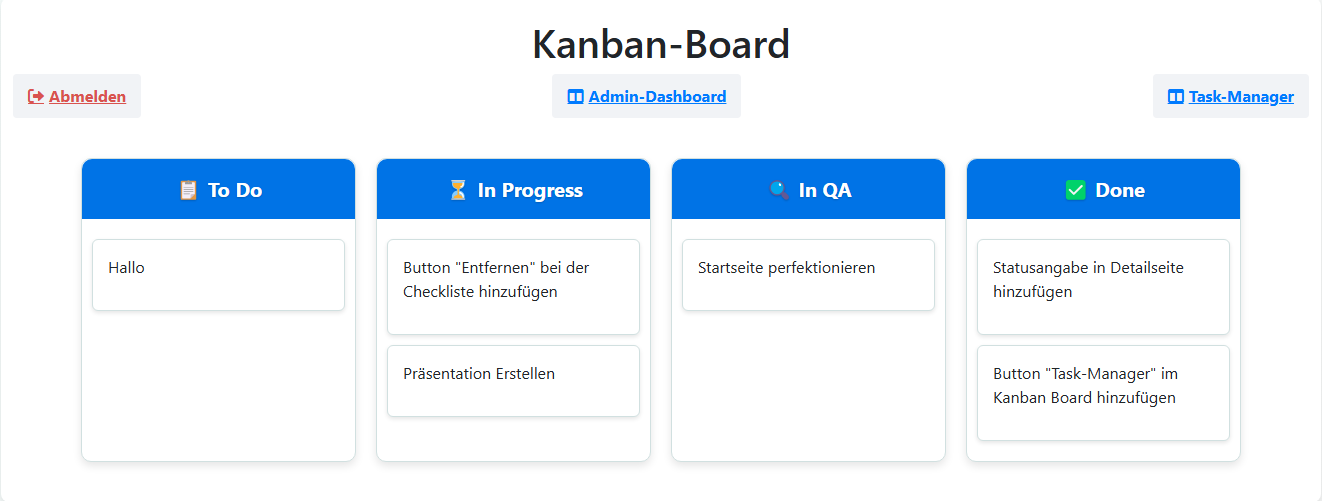 Kanban-Board
Abmelden
Admin-Dashboard
Task-Manager
To Do
Hallo
In Progress
Button "Entfernen" bei der
Checkliste hinzufügen
Präsentation Erstellen
In QA
Startseite perfektionieren
Done
Statusangabe in Detailseite
hinzufügen
Button "Task-Manager" im
Kanban Board hinzufügen